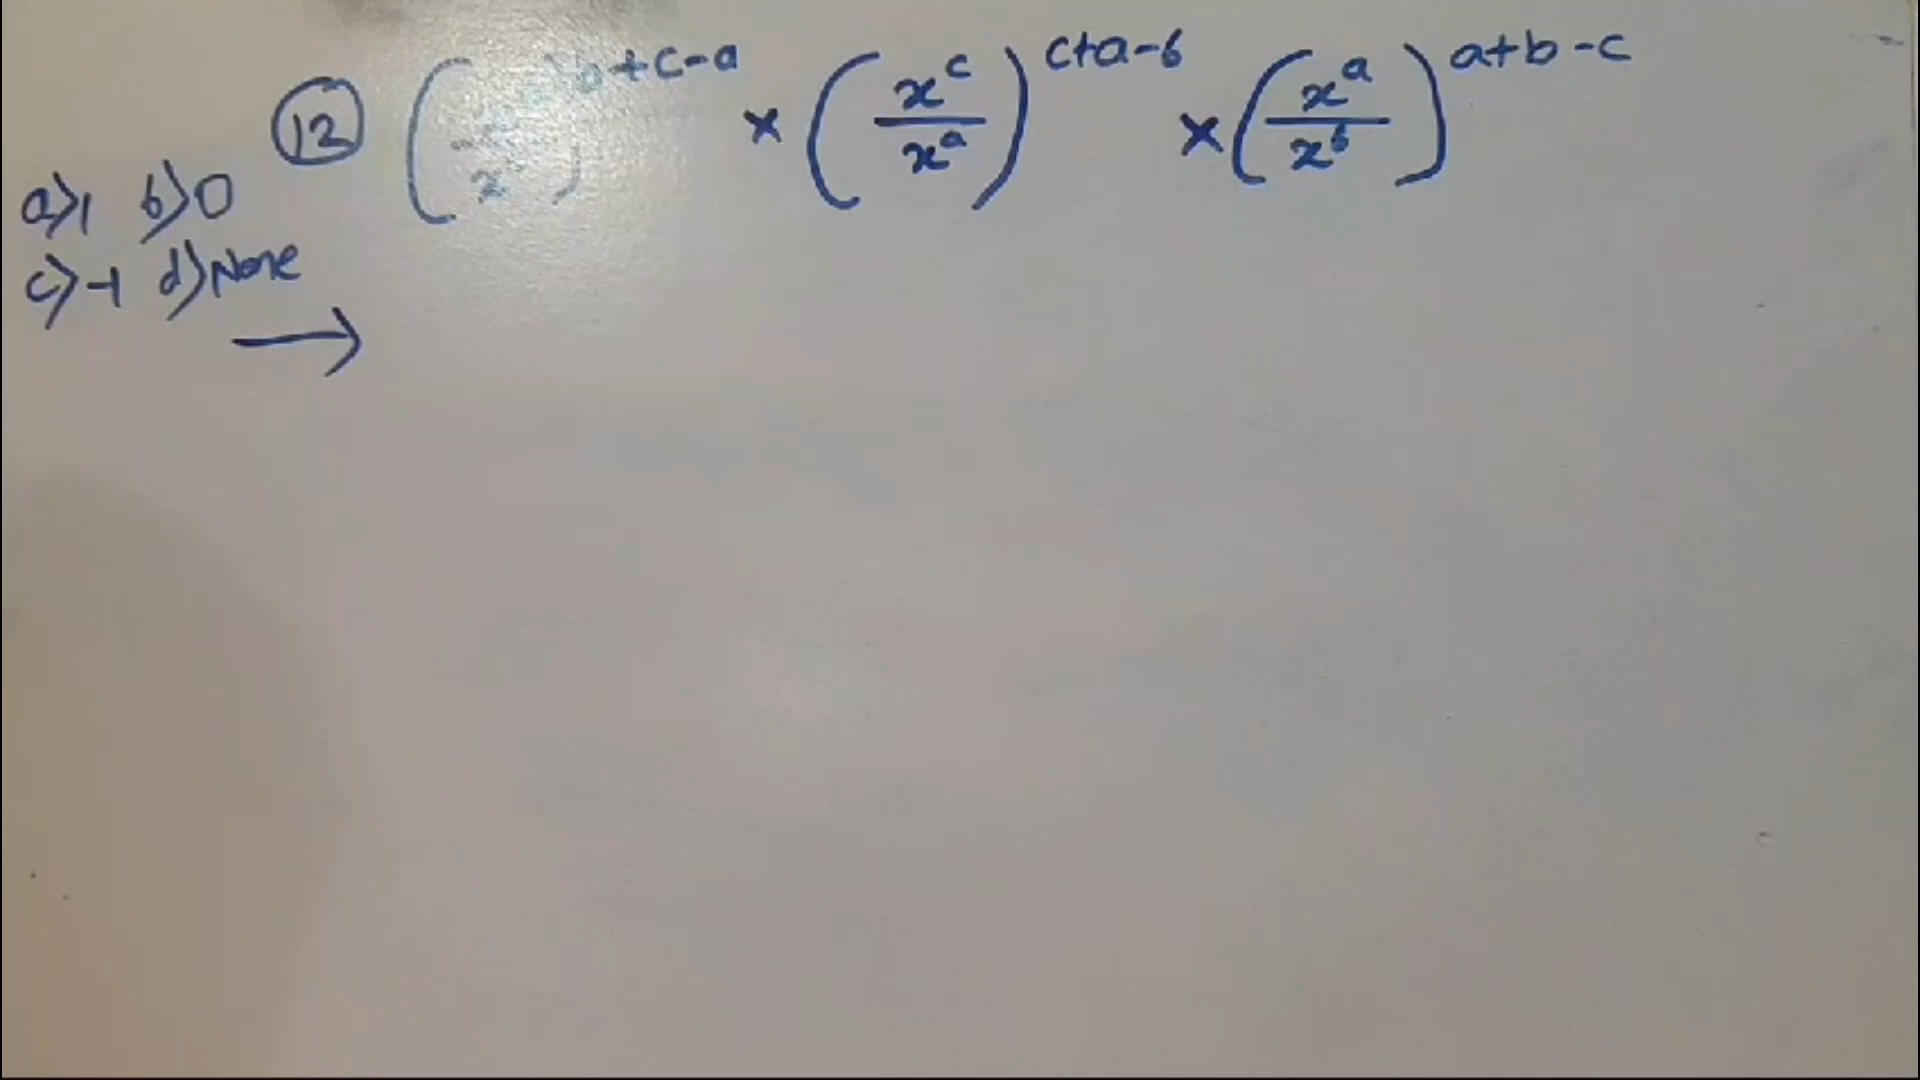 ⑫ ( x )^b+c-a × (x^c/x^a)^c+a-b × (x^a/x^b)^a+b-c
a)1 b)0
c)-1 d)None
→